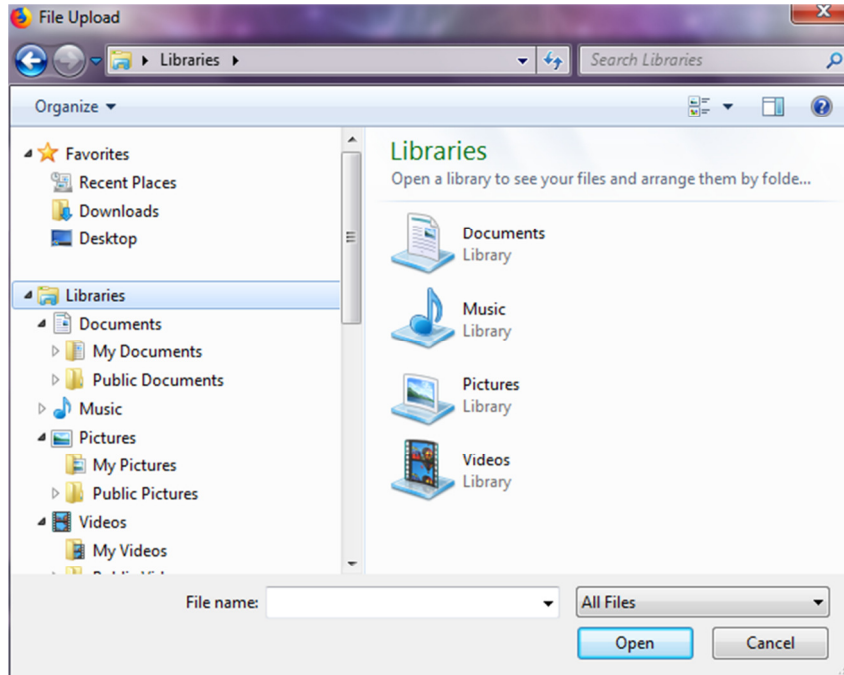 File Upload
Libraries
Search Libraries
Organize
Favorites
Recent Places
Downloads
Desktop
Libraries
Documents
My Documents
Public Documents
Music
Pictures
My Pictures
Public Pictures
Videos
My Videos
Libraries
Open a library to see your files and arrange them by folde...
Documents
Library
Music
Library
Pictures
Library
Videos
Library
File name:
All Files
Open
Cancel